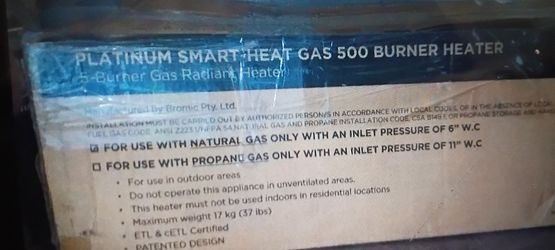 PLATINUM SMART-HEAT GAS 500 BURNER HEATER
5-Burner Gas Radiant Heater
Manufactured by Bromic Pty. Ltd.
INSTALLATION MUST BE CARRIED OUT BY AUTHORIZED PERSON/S IN ACCORDANCE WITH LOCAL CODES, OR IN THE ABSENCE OF LOCAL
FUEL GAS CODE, ANSI Z223.1/NFPA 54 NATURAL GAS AND PROPANE INSTALLATION CODE, CSA B149.1, OR PROPANE STORAGE AND
☑ FOR USE WITH NATURAL GAS ONLY WITH AN INLET PRESSURE OF 6" W.C
☐ FOR USE WITH PROPANE GAS ONLY WITH AN INLET PRESSURE OF 11" W.C
• For use in outdoor areas
• Do not operate this appliance in unventilated areas.
• This heater must not be used indoors in residential locations
• Maximum weight 17 kg (37 lbs)
• ETL & cETL Certified
• PATENTED DESIGN